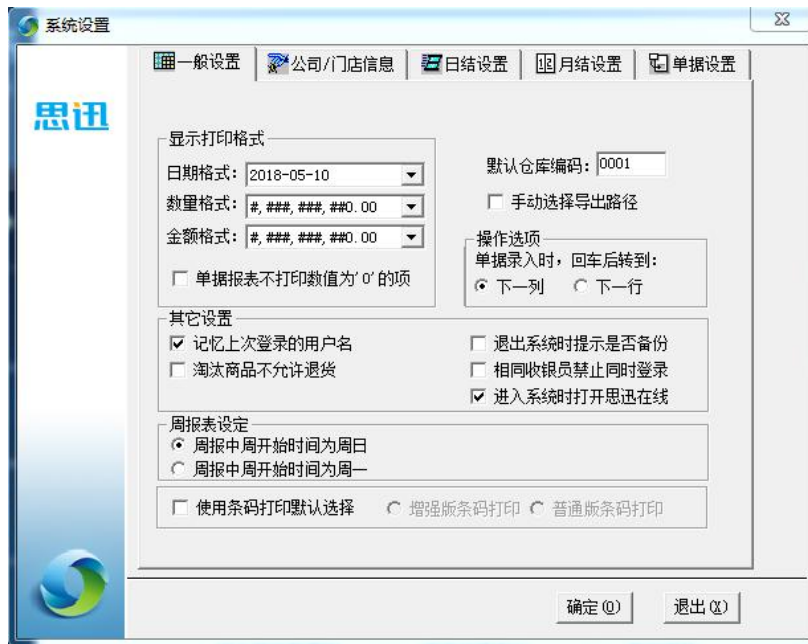 系统设置
一般设置 公司/门店信息 日结设置 月结设置 单据设置
思迅
显示打印格式
日期格式: 2018-05-10
数量格式: #,###,###,##0.00
金额格式: #,###,###,##0.00
单据报表不打印数值为'0'的项
默认仓库编码: 0001
手动选择导出路径
操作选项
单据录入时，回车后转到:
下一列 下一行
其它设置
记忆上次登录的用户名 退出系统时提示是否备份
淘汰商品不允许退货 相同收银员禁止同时登录
进入系统时打开思迅在线
周报表设定
周报中周开始时间为周日
周报中周开始时间为周一
使用条码打印默认选择 增强版条码打印 普通版条码打印
确定(O) 退出(X)